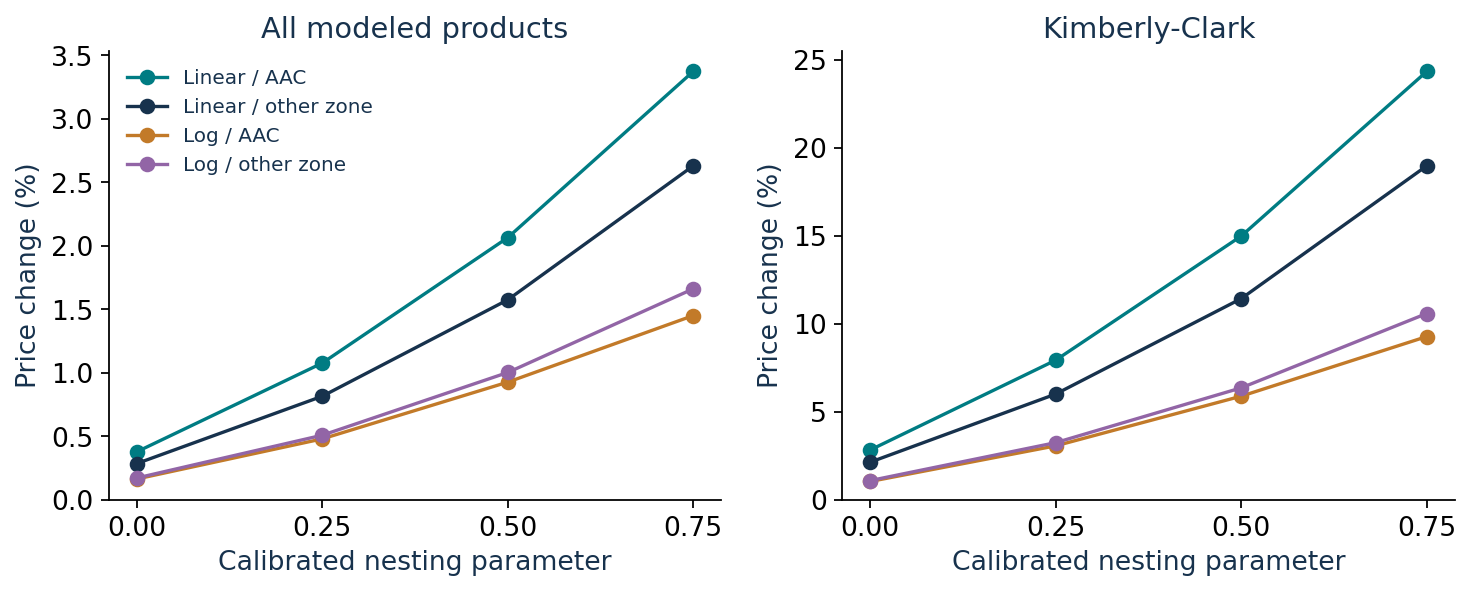 All modeled products
Price change (%)
3.5
3.0
2.5
2.0
1.5
1.0
0.5
0.0
Linear / AAC
Linear / other zone
Log / AAC
Log / other zone
0.00 0.25 0.50 0.75
Calibrated nesting parameter
Kimberly-Clark
Price change (%)
25
20
15
10
5
0
0.00 0.25 0.50 0.75
Calibrated nesting parameter